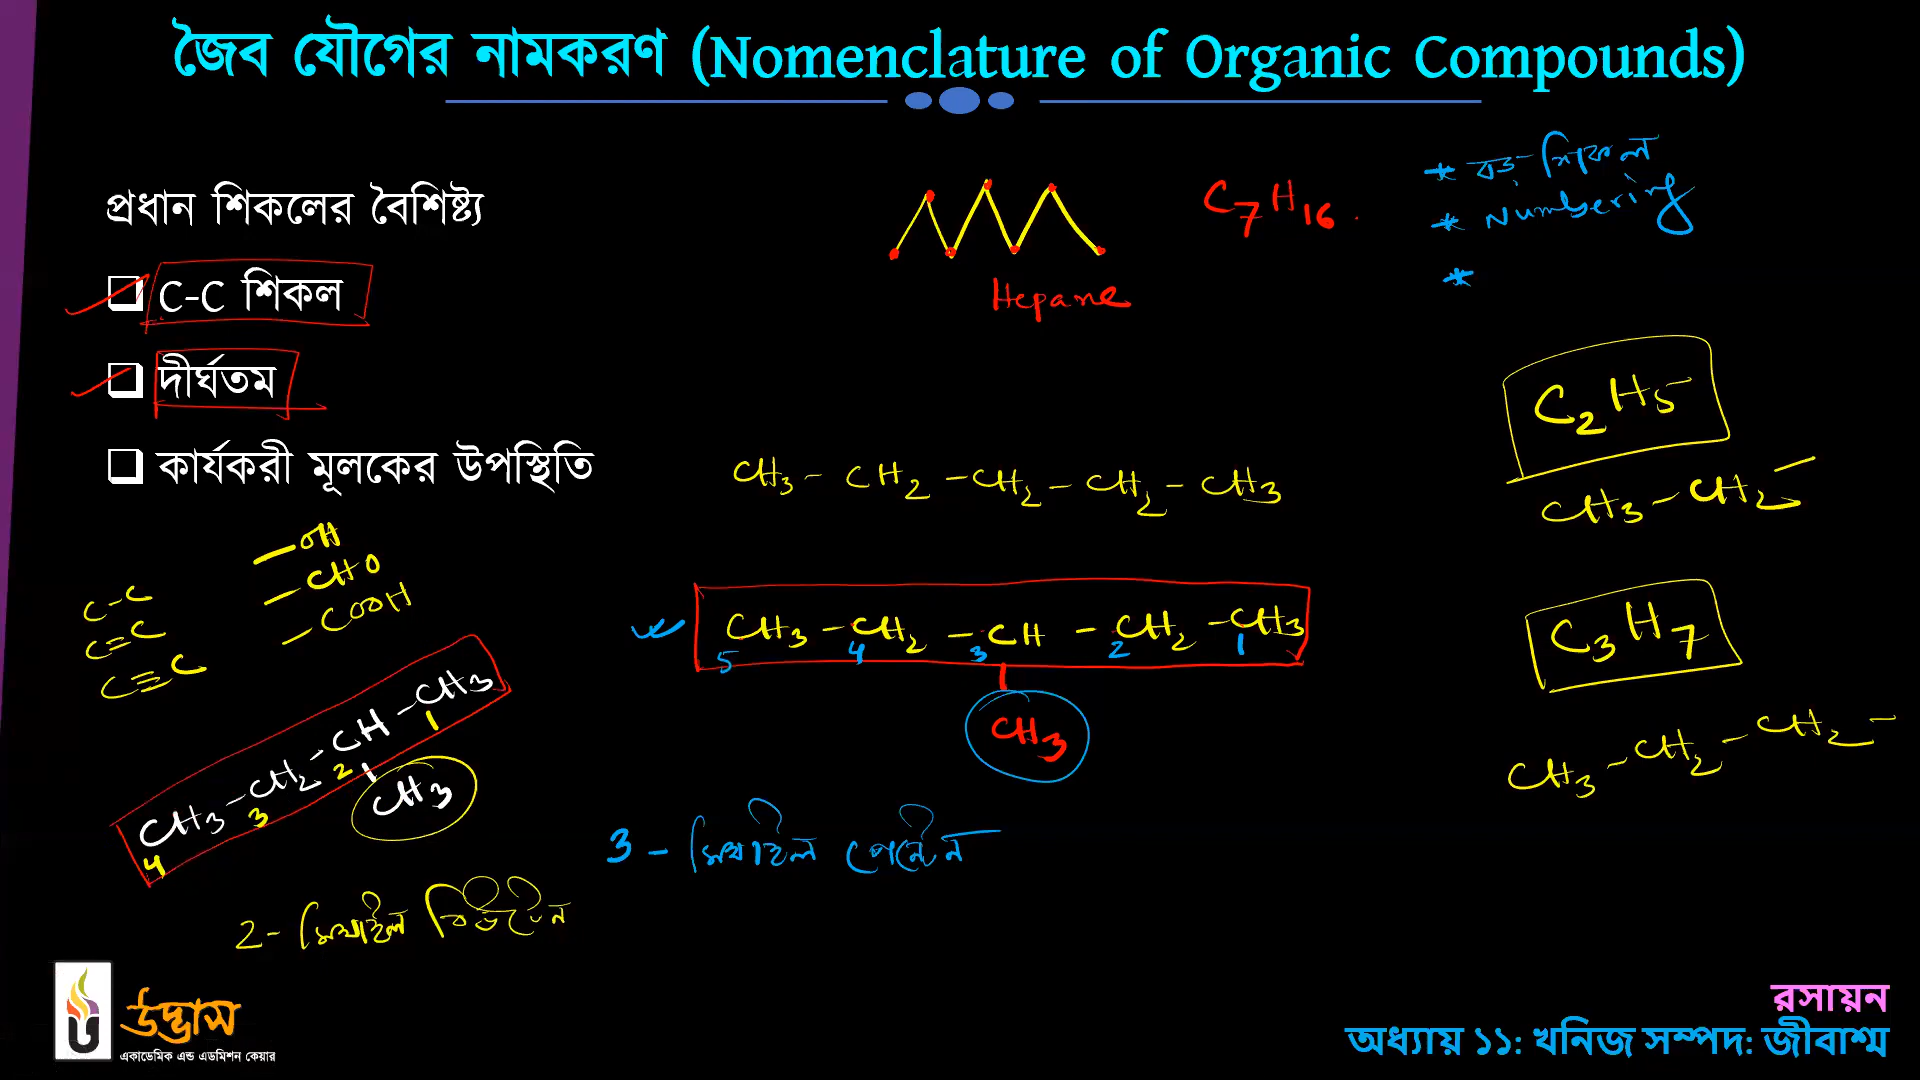 জৈব যৌগের নামকরণ (Nomenclature of Organic Compounds)
প্রধান শিকলের বৈশিষ্ট্য
C-C শিকল
দীর্ঘতম
কার্যকরী মূলকের উপস্থিতি
Hepane
C7H16
* বড় শিকল
* Numbering
*
C2H5-
CH3-CH2-
CH3-CH2-CH2-CH2-CH3
-OH
-CHO
-COOH
C-C
C=C
C≡C
CH3-CH2-CH-CH2-CH3
5 4 3 2 1
CH3
3-মিথাইল পেন্টেন
C3H7
CH3-CH2-CH2-
CH3-CH2-CH-CH3
4 3 2 1
CH3
2-মিথাইল বিউটেন
উদ্ভাস
একাডেমিক এন্ড এডমিশন কেয়ার
রসায়ন
অধ্যায় ১১: খনিজ সম্পদ: জীবাশ্ম